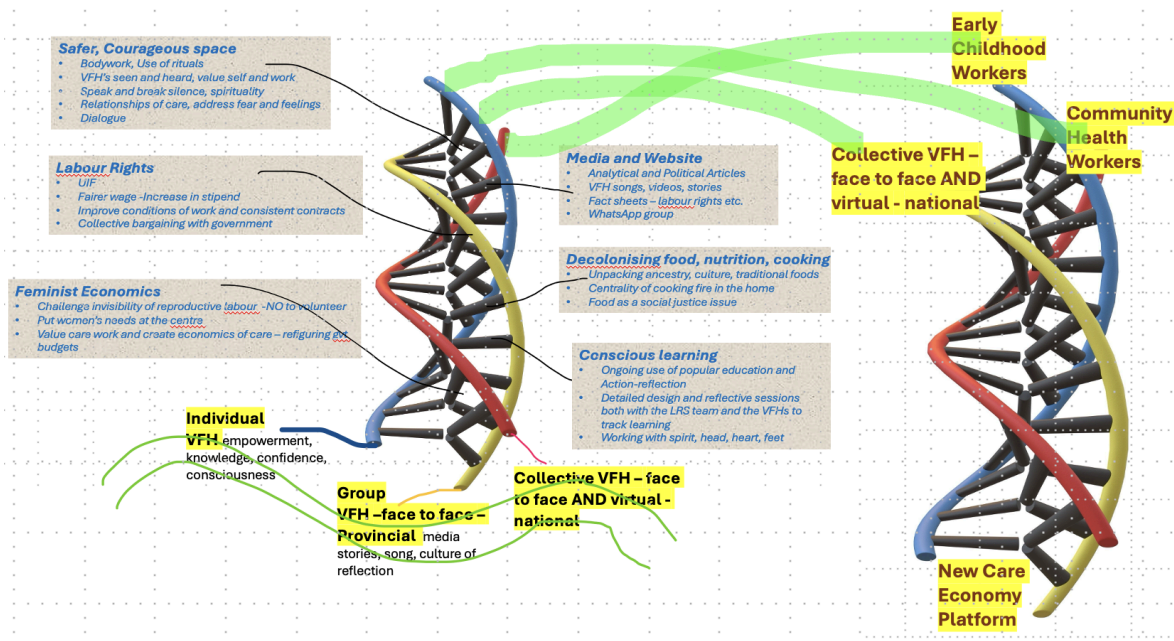 Safer, Courageous space
• Bodywork, Use of rituals
• VFH's seen and heard, value self and work
• Speak and break silence, spirituality
• Relationships of care, address fear and feelings
• Dialogue
Labour Rights
• UIF
• Fairer wage -Increase in stipend
• Improve conditions of work and consistent contracts
• Collective bargaining with government
Feminist Economics
• Challenge invisibility of reproductive labour -NO to volunteer
• Put women's needs at the centre
• Value care work and create economics of care – refiguring gvt
budgets
Media and Website
• Analytical and Political Articles
• VFH songs, videos, stories
• Fact sheets – labour rights etc.
• WhatsApp group
Decolonising food, nutrition, cooking
• Unpacking ancestry, culture, traditional foods
• Centrality of cooking fire in the home
• Food as a social justice issue
Conscious learning
• Ongoing use of popular education and
Action-reflection
• Detailed design and reflective sessions
both with the LRS team and the VFHs to
track learning
• Working with spirit, head, heart, feet
Individual
VFH empowerment,
knowledge, confidence,
consciousness
Group
VFH –face to face –
Provincial media
stories, song, culture of
reflection
Collective VFH – face
to face AND virtual -
national
Early
Childhood
Workers
Community
Health
Workers
Collective VFH –
face to face AND
virtual - national
New Care
Economy
Platform